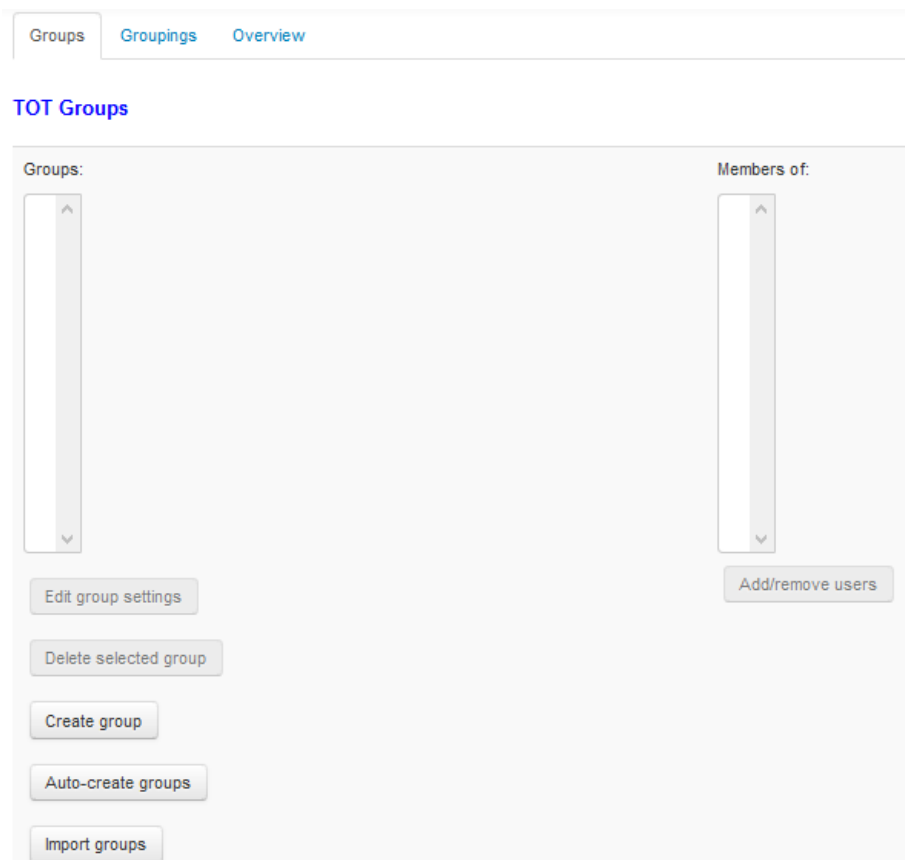 Groups Groupings Overview
TOT Groups
Groups:
Members of:
Edit group settings
Add/remove users
Delete selected group
Create group
Auto-create groups
Import groups